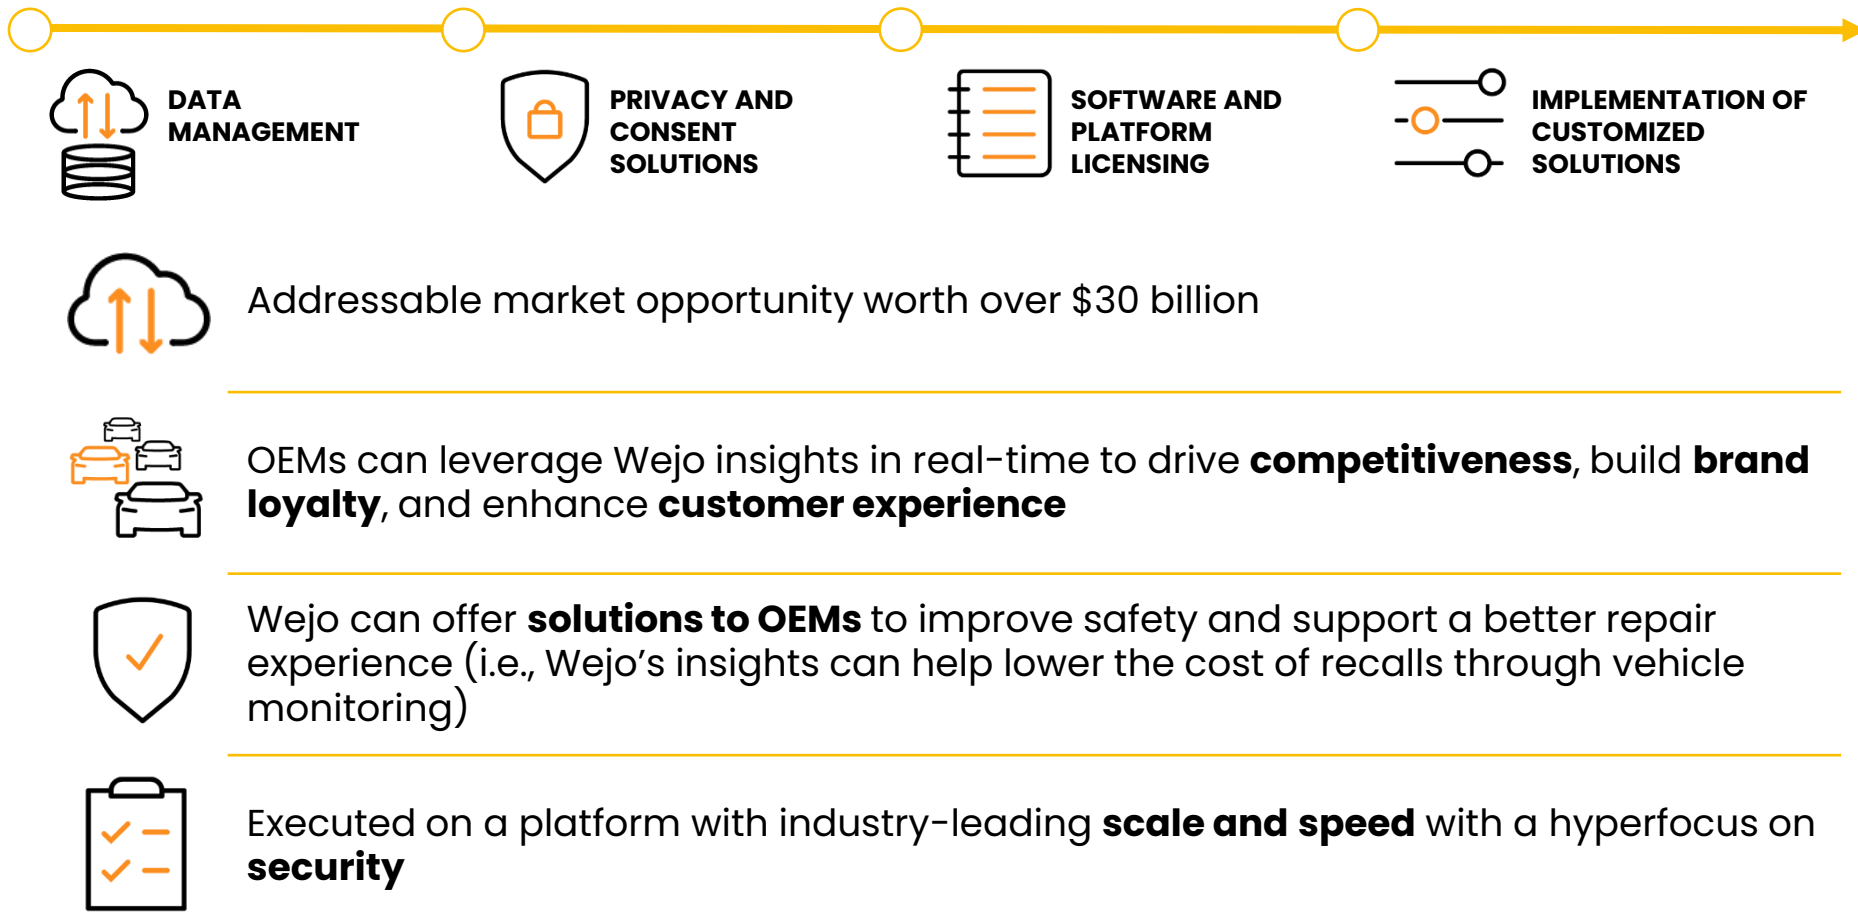 DATA
MANAGEMENT
PRIVACY AND
CONSENT
SOLUTIONS
SOFTWARE AND
PLATFORM
LICENSING
IMPLEMENTATION OF
CUSTOMIZED
SOLUTIONS
Addressable market opportunity worth over $30 billion
OEMs can leverage Wejo insights in real-time to drive competitiveness, build brand
loyalty, and enhance customer experience
Wejo can offer solutions to OEMs to improve safety and support a better repair
experience (i.e., Wejo’s insights can help lower the cost of recalls through vehicle
monitoring)
Executed on a platform with industry-leading scale and speed with a hyperfocus on
security